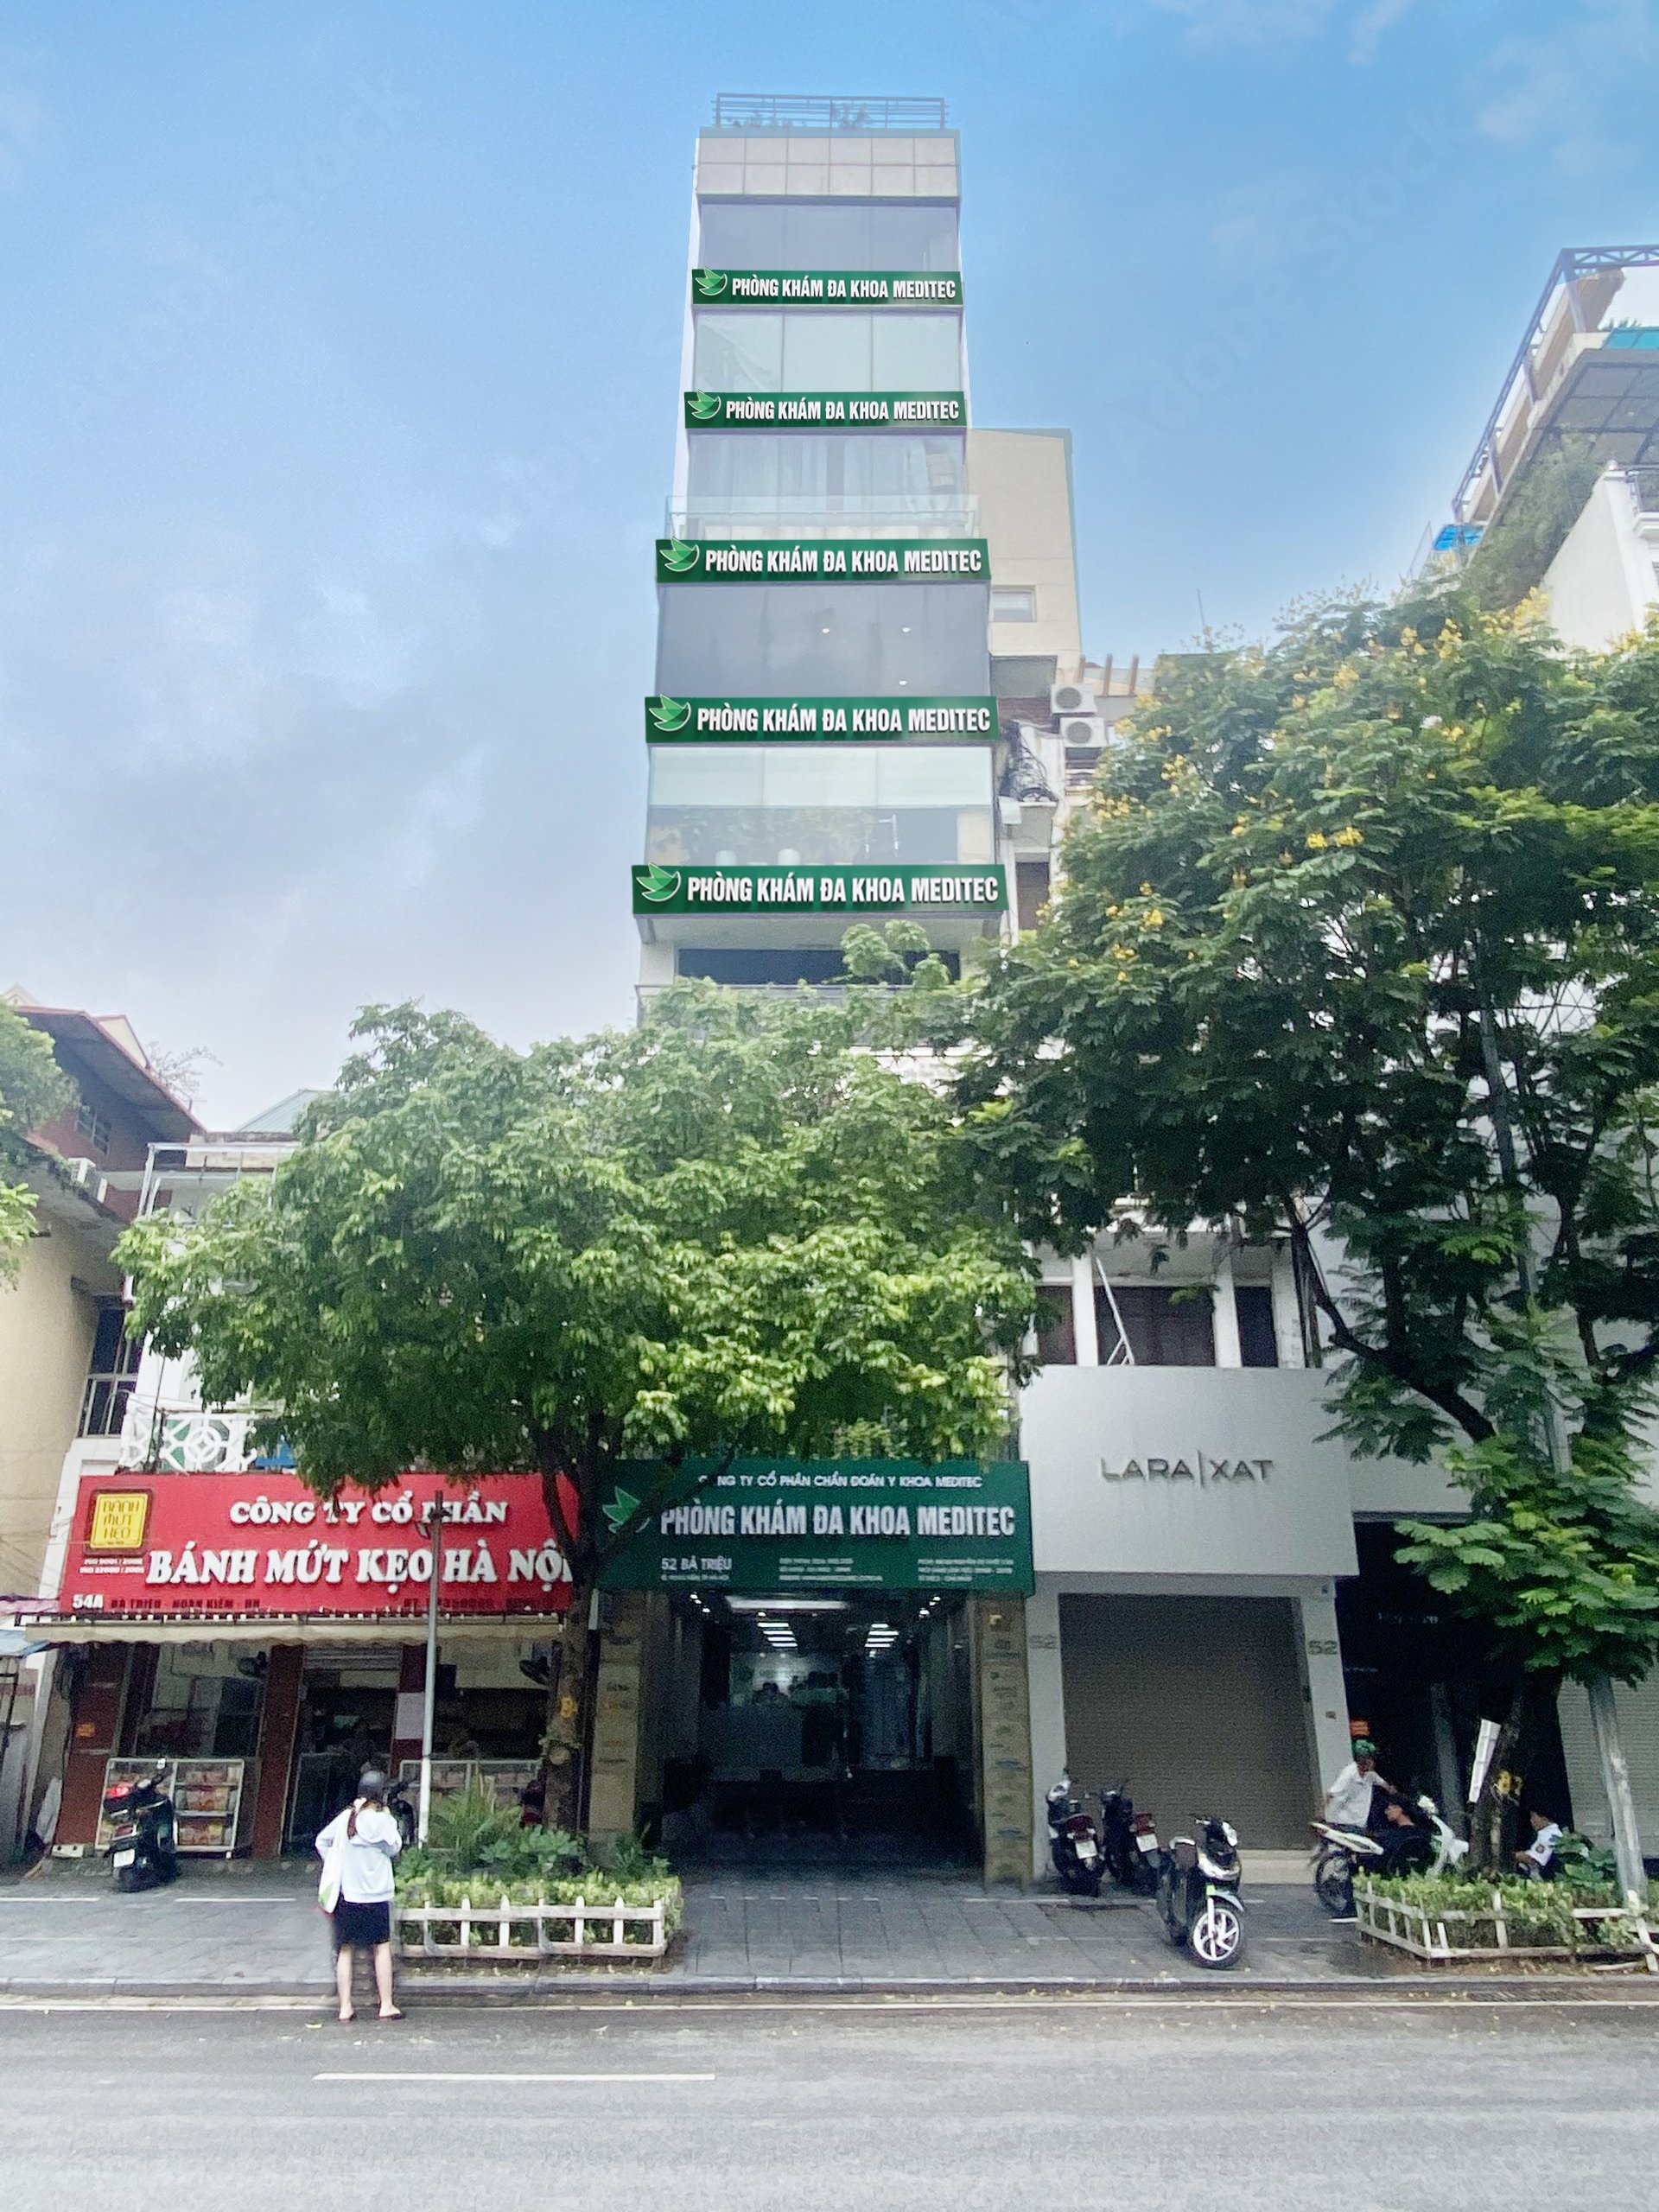 PHÒNG KHÁM ĐA KHOA MEDITEC
PHÒNG KHÁM ĐA KHOA MEDITEC
PHÒNG KHÁM ĐA KHOA MEDITEC
PHÒNG KHÁM ĐA KHOA MEDITEC
PHÒNG KHÁM ĐA KHOA MEDITEC
TY CỔ PHẦN CHẨN ĐOÁN Y KHOA MEDITEC
PHÒNG KHÁM ĐA KHOA MEDITEC
52 BÀ TRIỆU
BÁNH
MỨT
KẸO
CÔNG TY CỔ PHẦN
BÁNH MỨT KẸO HÀ NỘI
54A BÀ TRIỆU - HOÀN KIẾM - HN
LARA|XAT
52
52
Adobe Stock